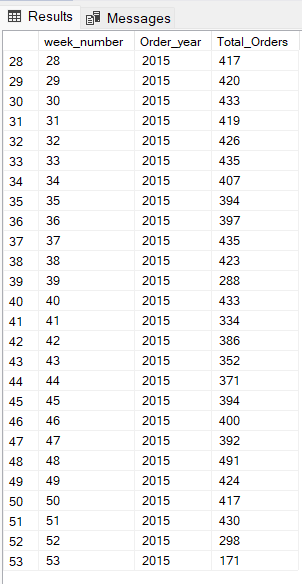 Results Messages
week_number Order_year Total_Orders
28 28 2015 417
29 29 2015 420
30 30 2015 433
31 31 2015 419
32 32 2015 426
33 33 2015 435
34 34 2015 407
35 35 2015 394
36 36 2015 397
37 37 2015 435
38 38 2015 423
39 39 2015 288
40 40 2015 433
41 41 2015 334
42 42 2015 386
43 43 2015 352
44 44 2015 371
45 45 2015 394
46 46 2015 400
47 47 2015 392
48 48 2015 491
49 49 2015 424
50 50 2015 417
51 51 2015 430
52 52 2015 298
53 53 2015 171